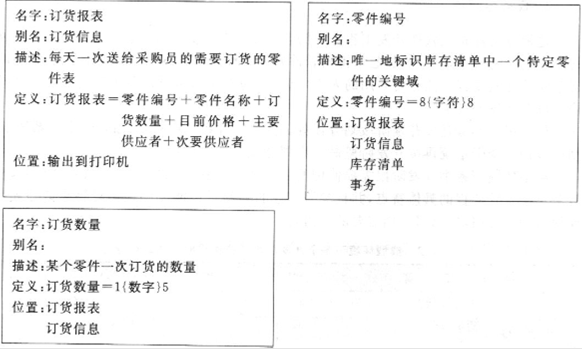 名字:订货报表
别名:订货信息
描述:每天一次送给采购员的需要订货的零
件表
定义:订货报表=零件编号+零件名称+订
货数量+目前价格+主要
供应者+次要供应者
位置:输出到打印机
名字:零件编号
别名:
描述:唯一地标识库存清单中一个特定零
件的关键域
定义:零件编号=8{字符}8
位置:订货报表
订货信息
库存清单
事务
名字:订货数量
别名:
描述:某个零件一次订货的数量
定义:订货数量=1{数字}5
位置:订货报表
订货信息